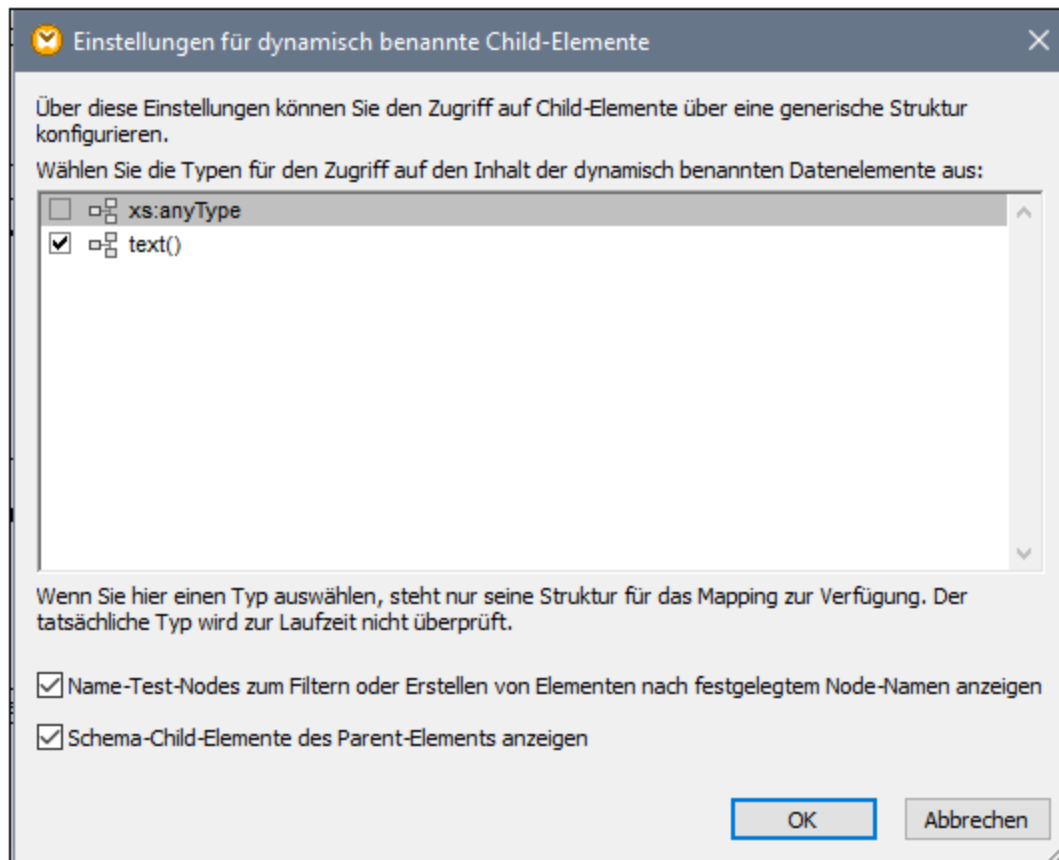 Einstellungen für dynamisch benannte Child-Elemente
Über diese Einstellungen können Sie den Zugriff auf Child-Elemente über eine generische Struktur
konfigurieren.
Wählen Sie die Typen für den Zugriff auf den Inhalt der dynamisch benannten Datenelemente aus:
xs:anyType
text()
Wenn Sie hier einen Typ auswählen, steht nur seine Struktur für das Mapping zur Verfügung. Der
tatsächliche Typ wird zur Laufzeit nicht überprüft.
Name-Test-Nodes zum Filtern oder Erstellen von Elementen nach festgelegtem Node-Namen anzeigen
Schema-Child-Elemente des Parent-Elements anzeigen
OK Abbrechen